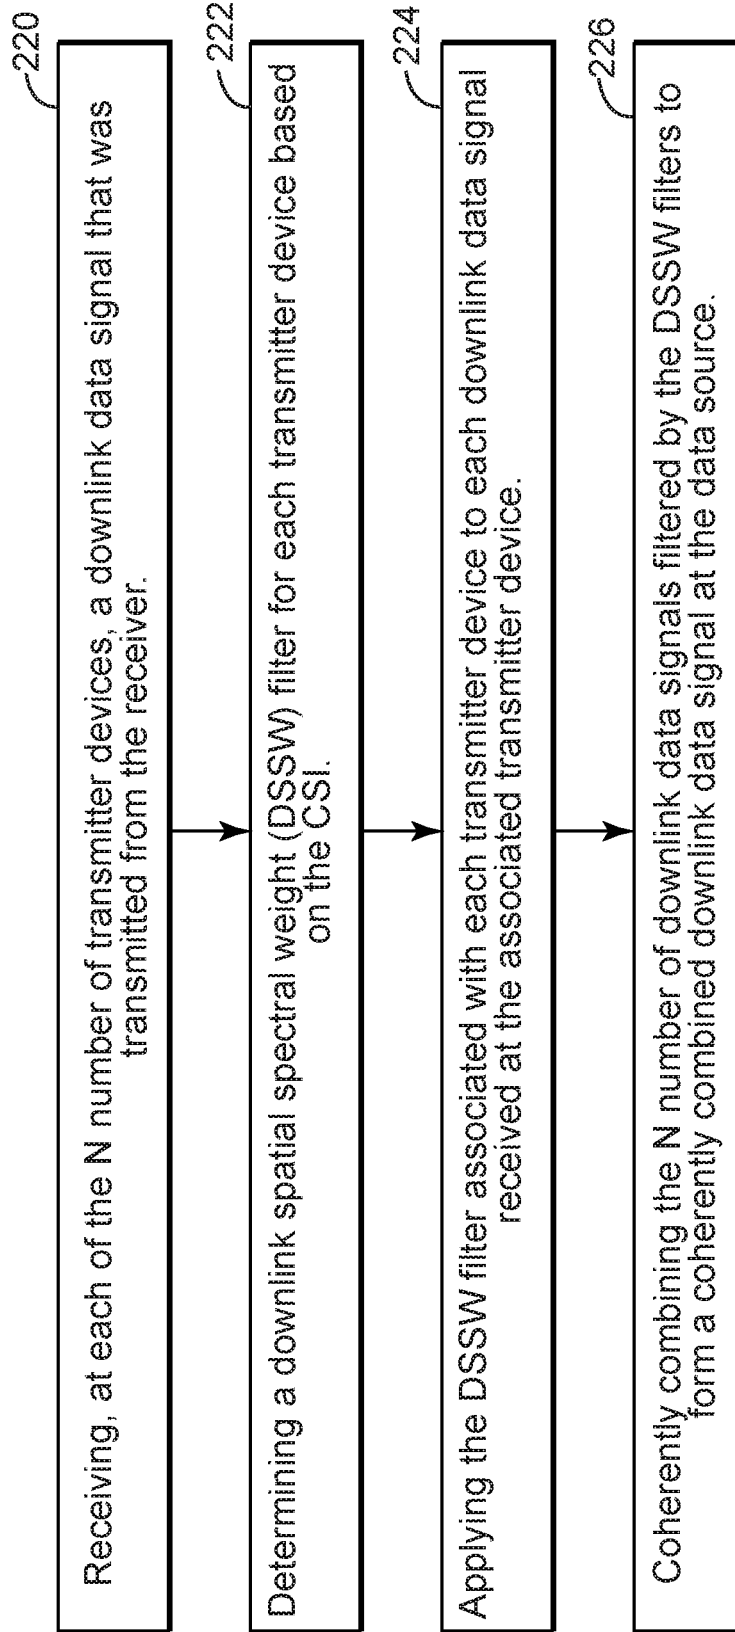 220
Receiving, at each of the N number of transmitter devices, a downlink data signal that was
transmitted from the receiver.
222
Determining a downlink spatial spectral weight (DSSW) filter for each transmitter device based
on the CSI.
224
Applying the DSSW filter associated with each transmitter device to each downlink data signal
received at the associated transmitter device.
226
Coherently combining the N number of downlink data signals filtered by the DSSW filters to
form a coherently combined downlink data signal at the data source.